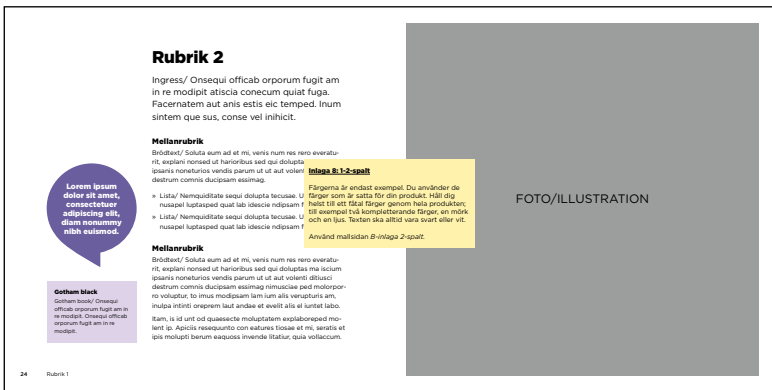 Rubrik 2
Ingress/ Onsequi officab orporum fugit am
in re modipit atiscia conecum quiat fuga.
Facernatem aut anis estis eic temped. Inum
sintem que sus, conse vel inihicit.
Mellanrubrik
Brödtext/ Soluta eum ad et mi, venis num res rero everatu-
rit, explani nonsed ut harioribus sed qui dolupta
ipsanis noneturios vendis parum ut ut aut volent
destrum comnis ducipsam essimag.
» Lista/ Nemquiditate sequi dolupta tecusae. U
nusapel luptasped quat lab idescie ndipsam f
» Lista/ Nemquiditate sequi dolupta tecusae. U
nusapel luptasped quat lab idescie ndipsam f
Mellanrubrik
Brödtext/ Soluta eum ad et mi, venis num res rero everatu-
rit, explani nonsed ut harioribus sed qui doluptas ma iscium
ipsanis noneturios vendis parum ut ut aut volenti ditiusci
destrum comnis ducipsam essimag nimusciae ped molorpor-
ro voluptur, to imus modipsam lam ium alis verupturis am,
inulpa intinti oreprem laut andae et evelit alis el iuntet labo.
Itam, is id unt od quaesecte moluptatem explaboreped mo-
lent ip. Apiciis resequunto con eatures tiosae et mi, seratis et
ipis molupti berum eaquoss invende litatiur, quia vollaccum.
Lorem ipsum
dolor sit amet,
consectetuer
adipiscing elit,
diam nonummy
nibh euismod.
Gotham black
Gotham book/ Onsequi
officab orporum fugit am in
re modipit. Onsequi officab
orporum fugit am in re
modipit.
Inlaga 8: 1-2-spalt
Färgerna är endast exempel. Du använder de
färger som är satta för din produkt. Håll dig
helst till ett fåtal färger genom hela produkten;
till exempel två kompletterande färger, en mörk
och en ljus. Texten ska alltid vara svart eller vit.
Använd mallsidan B-inlaga 2-spalt.
FOTO/ILLUSTRATION
24 Rubrik 1